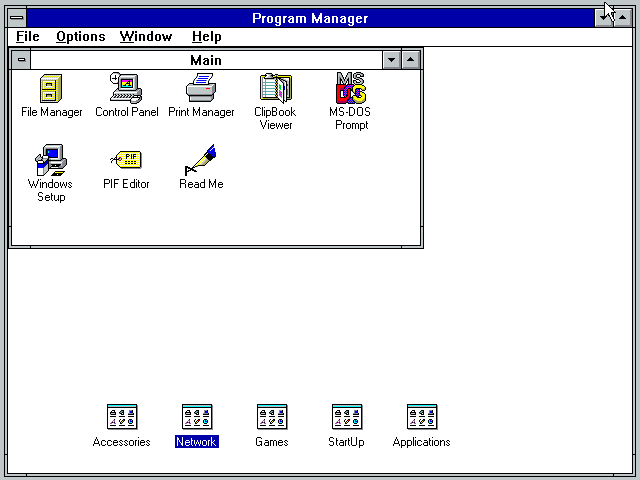 Program Manager
File Options Window Help
Main
File Manager
Control Panel
Print Manager
ClipBook
Viewer
MS-DOS
Prompt
MS
DOS
Windows
Setup
PIF Editor
PIF
Read Me
Accessories
Network
Games
StartUp
Applications